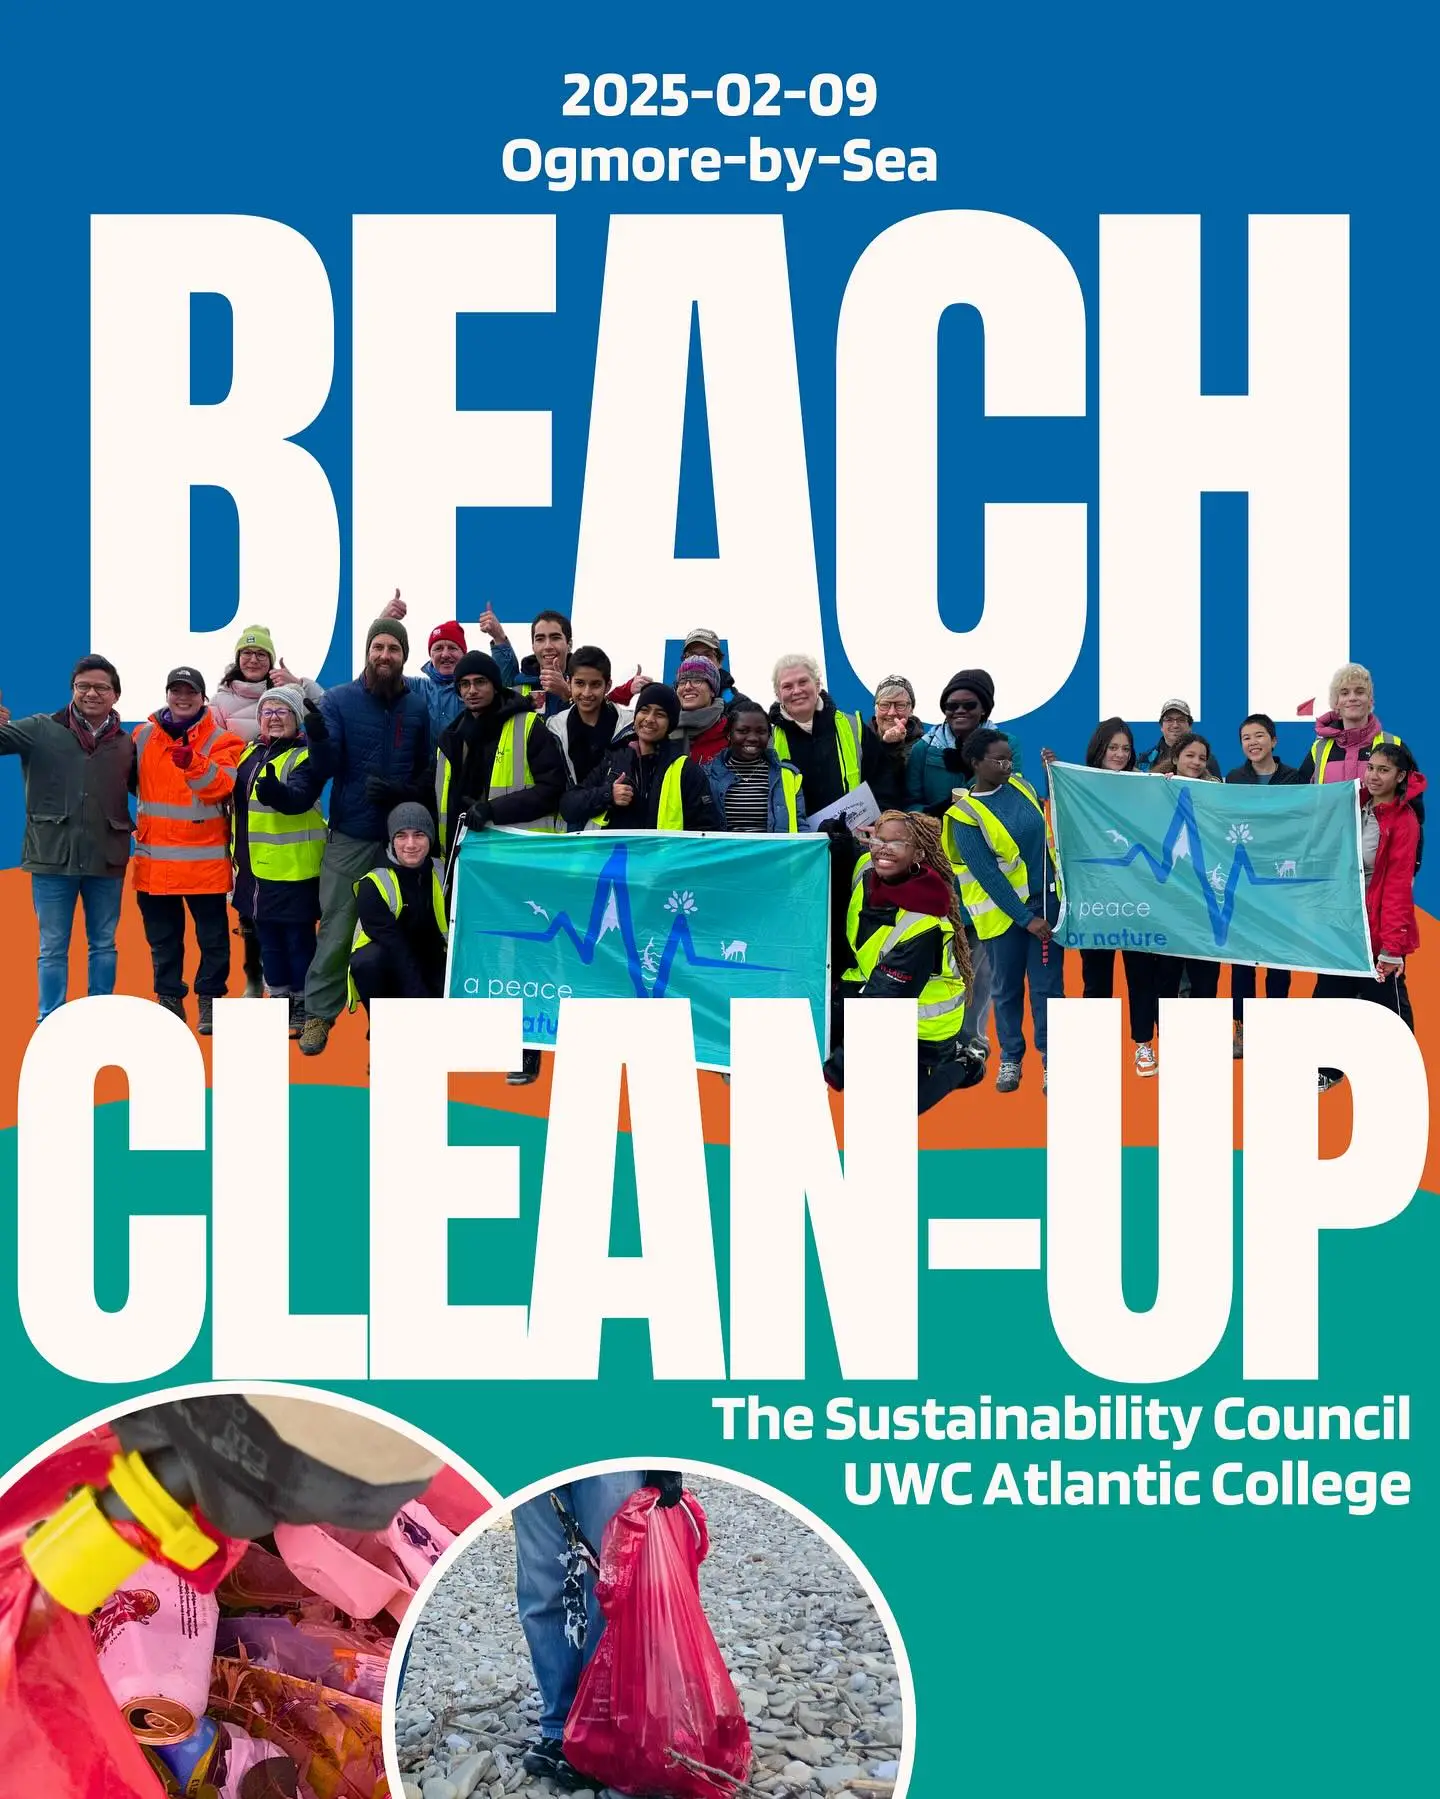 2025-02-09
Ogmore-by-Sea
BEACH
a peace
or nature
a peace
atu
CLEAN-UP
The Sustainability Council
UWC Atlantic College